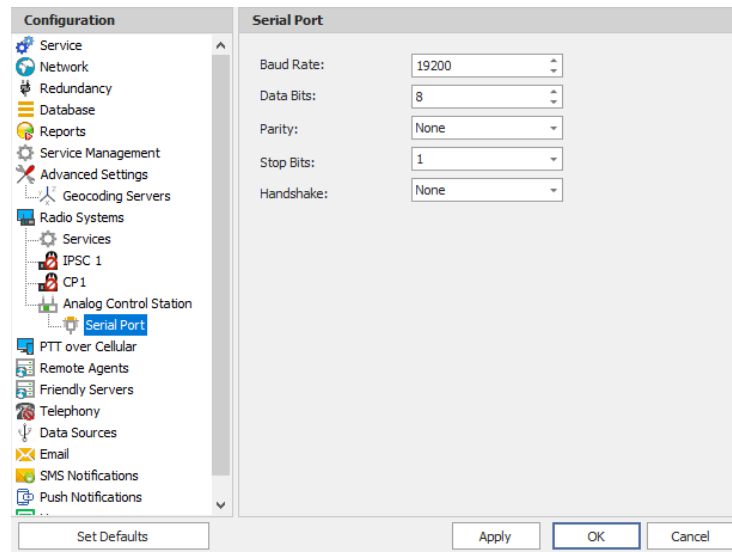 Configuration
Service
Network
Redundancy
Database
Reports
Service Management
Advanced Settings
Geocoding Servers
Radio Systems
Services
IPSC 1
CP1
Analog Control Station
Serial Port
PTT over Cellular
Remote Agents
Friendly Servers
Telephony
Data Sources
Email
SMS Notifications
Push Notifications
Set Defaults
Serial Port
Baud Rate: 19200
Data Bits: 8
Parity: None
Stop Bits: 1
Handshake: None
Apply OK Cancel